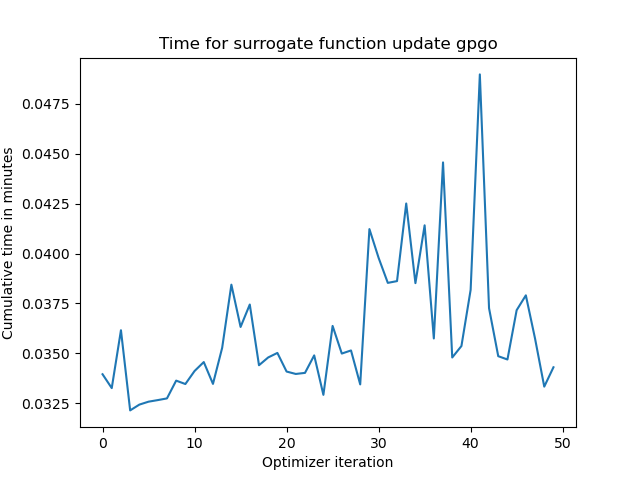 Time for surrogate function update gpgo
Cumulative time in minutes
0.0475
0.0450
0.0425
0.0400
0.0375
0.0350
0.0325
0 10 20 30 40 50
Optimizer iteration